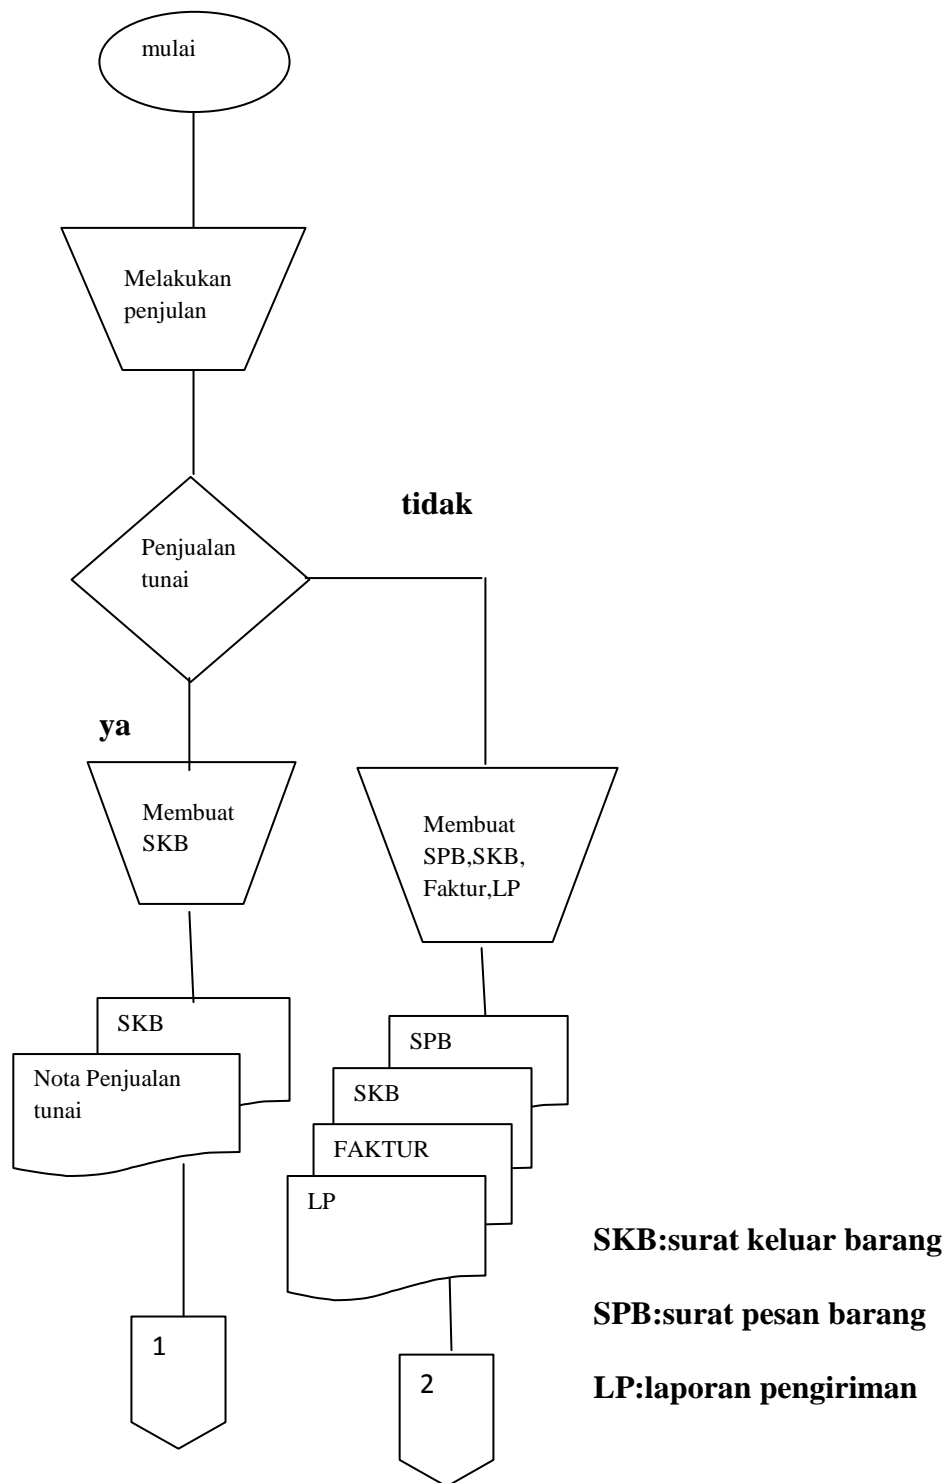 mulai
Melakukan
penjulan
tidak
Penjualan
tunai
ya
Membuat
SKB
Membuat
SPB,SKB,
Faktur,LP
SKB
Nota Penjualan
tunai
SPB
SKB
FAKTUR
LP
SKB:surat keluar barang
SPB:surat pesan barang
LP:laporan pengiriman
1
2